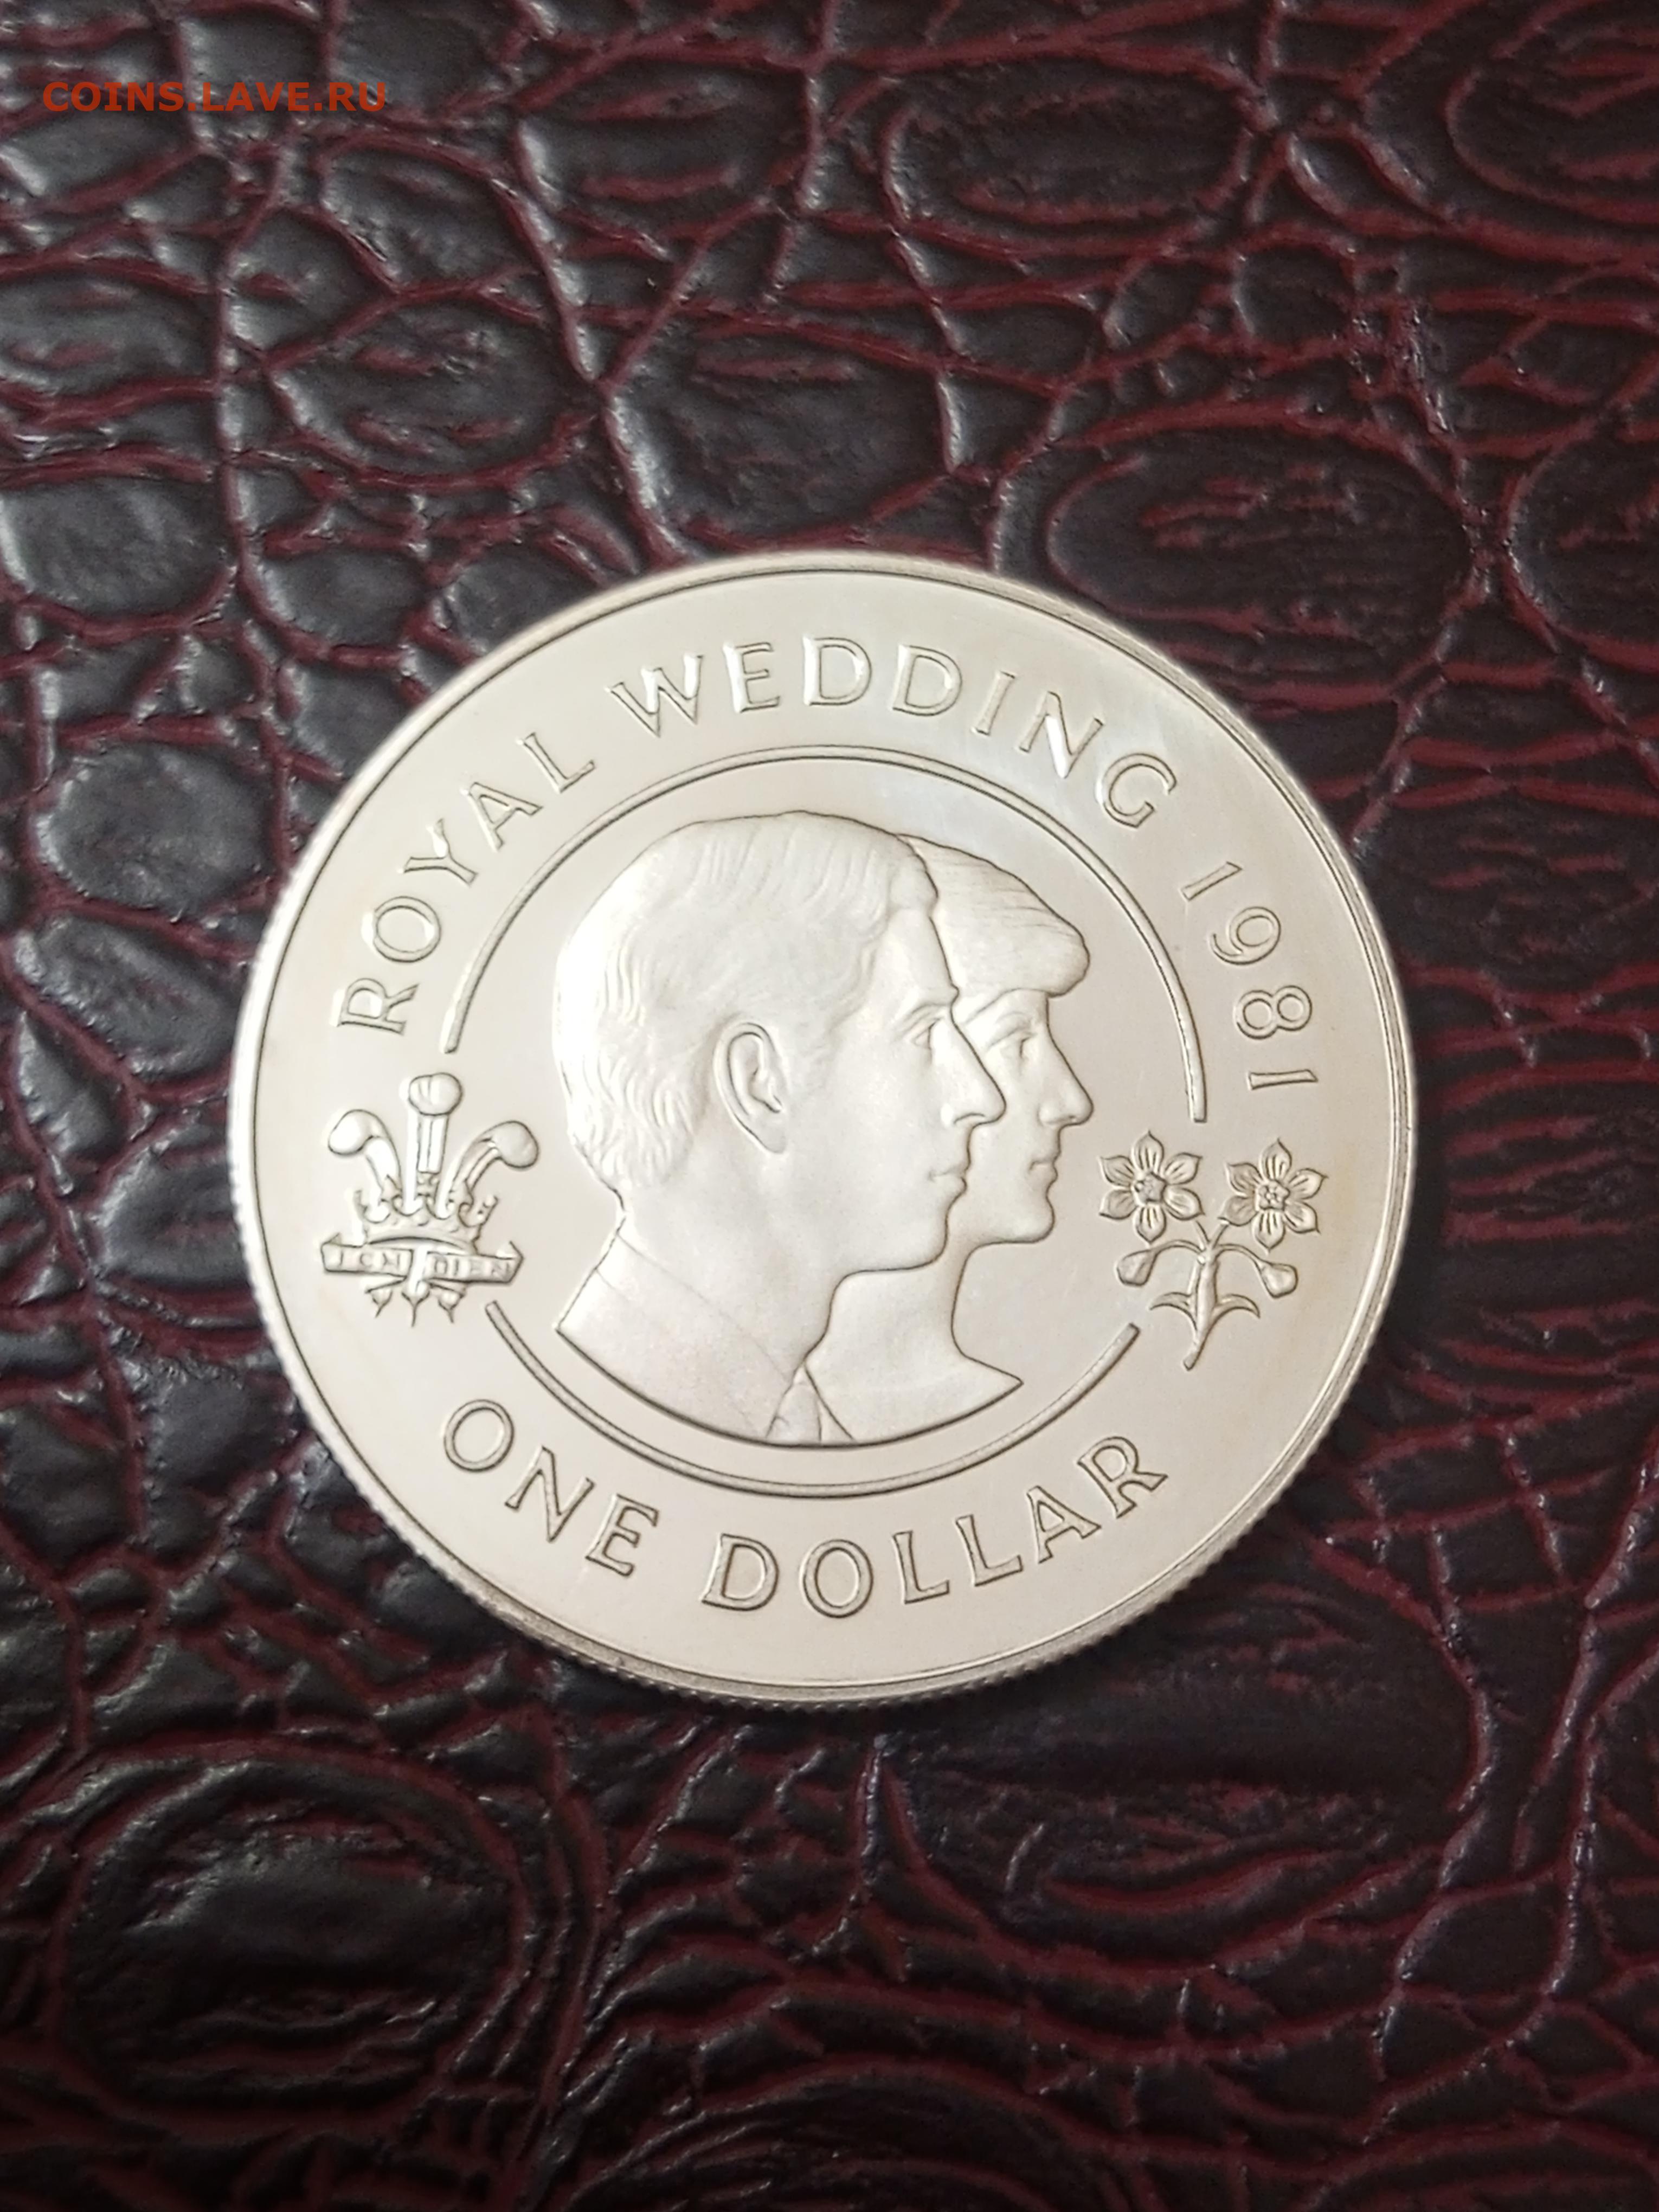 COINS.LAVE.RU
ROYAL WEDDING 1981
ICH DIEN
ONE DOLLAR